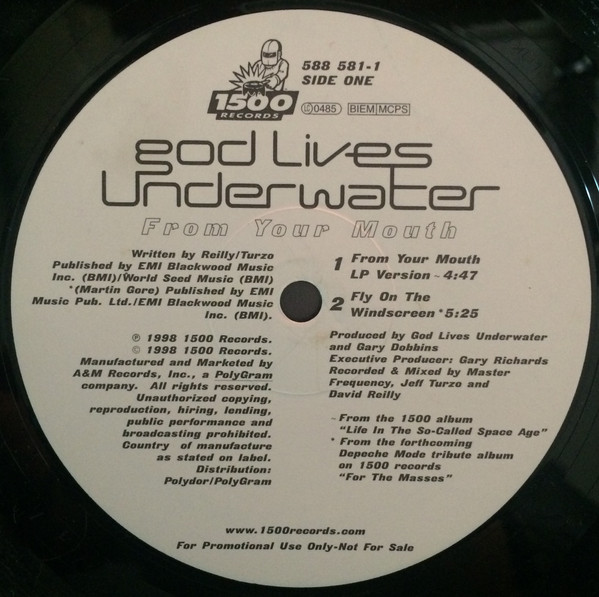 588 581-1
SIDE ONE
1500
RECORDS
LC 0485 BIEM MCPS
god Lives
Underwater
From Your Mouth
Written by Reilly/Turzo
Published by EMI Blackwood Music
Inc. (BMI)/World Seed Music (BMI)
*(Martin Gore) Published by EMI
Music Pub. Ltd./EMI Blackwood Music
Inc. (BMI).
℗ 1998 1500 Records.
© 1998 1500 Records.
Manufactured and Marketed by
A&M Records, Inc., a PolyGram
company. All rights reserved.
Unauthorized copying,
reproduction, hiring, lending,
public performance and
broadcasting prohibited.
Country of manufacture
as stated on label.
Distribution:
Polydor/PolyGram
1 From Your Mouth
LP Version ~ 4:47
2 Fly On The
Windscreen *5:25
Produced by God Lives Underwater
and Gary Dobbins
Executive Producer: Gary Richards
Recorded & Mixed by Master
Frequency, Jeff Turzo and
David Reilly
~ From the 1500 album
"Life In The So-Called Space Age"
* From the forthcoming
Depeche Mode tribute album
on 1500 records
"For The Masses"
www.1500records.com
For Promotional Use Only-Not For Sale